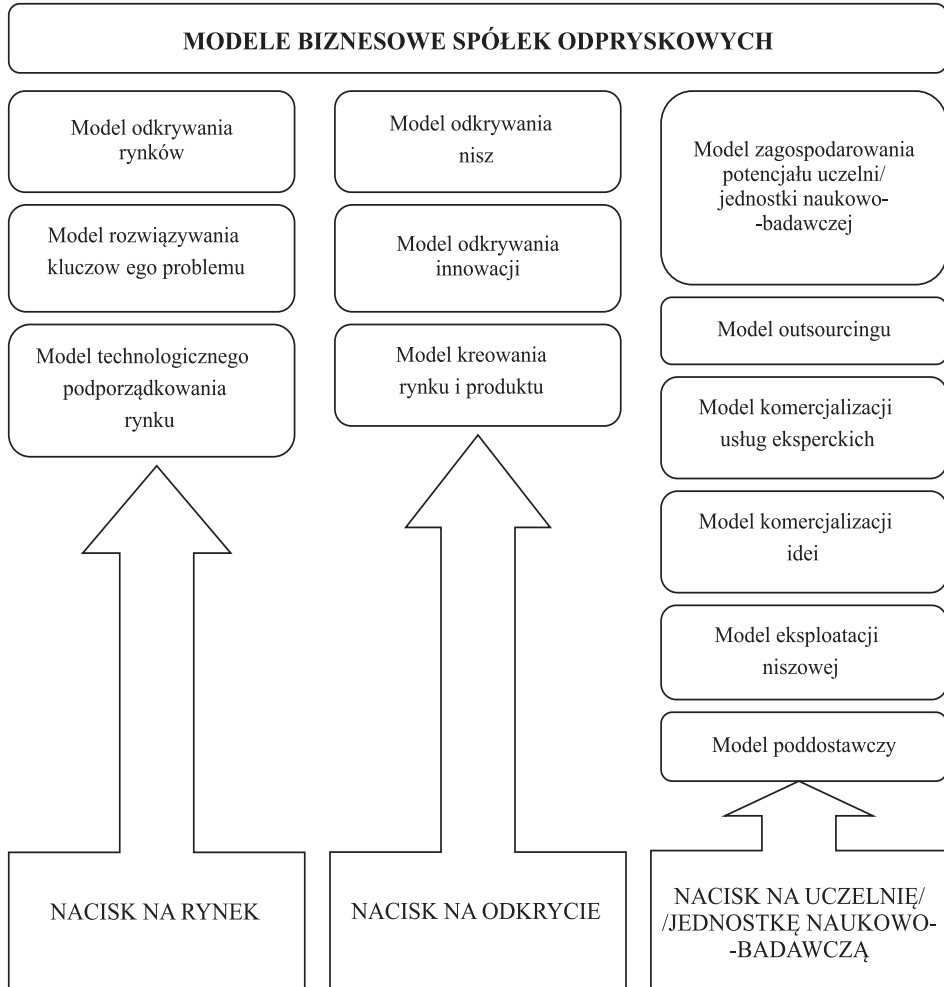 MODELE BIZNESOWE SPÓŁEK ODPRYSKOWYCH
Model odkrywania
rynków
Model rozwiązywania
kluczow ego problemu
Model technologicznego
podporządkowania
rynku
NACISK NA RYNEK
Model odkrywania
nisz
Model odkrywania
innowacji
Model kreowania
rynku i produktu
NACISK NA ODKRYCIE
Model zagospodarowania
potencjału uczelni/
jednostki naukowo-
-badawczej
Model outsourcingu
Model komercjalizacji
usług eksperckich
Model komercjalizacji
idei
Model eksploatacji
niszowej
Model poddostawczy
NACISK NA UCZELNIĘ/
/JEDNOSTKĘ NAUKOWO-
-BADAWCZĄ